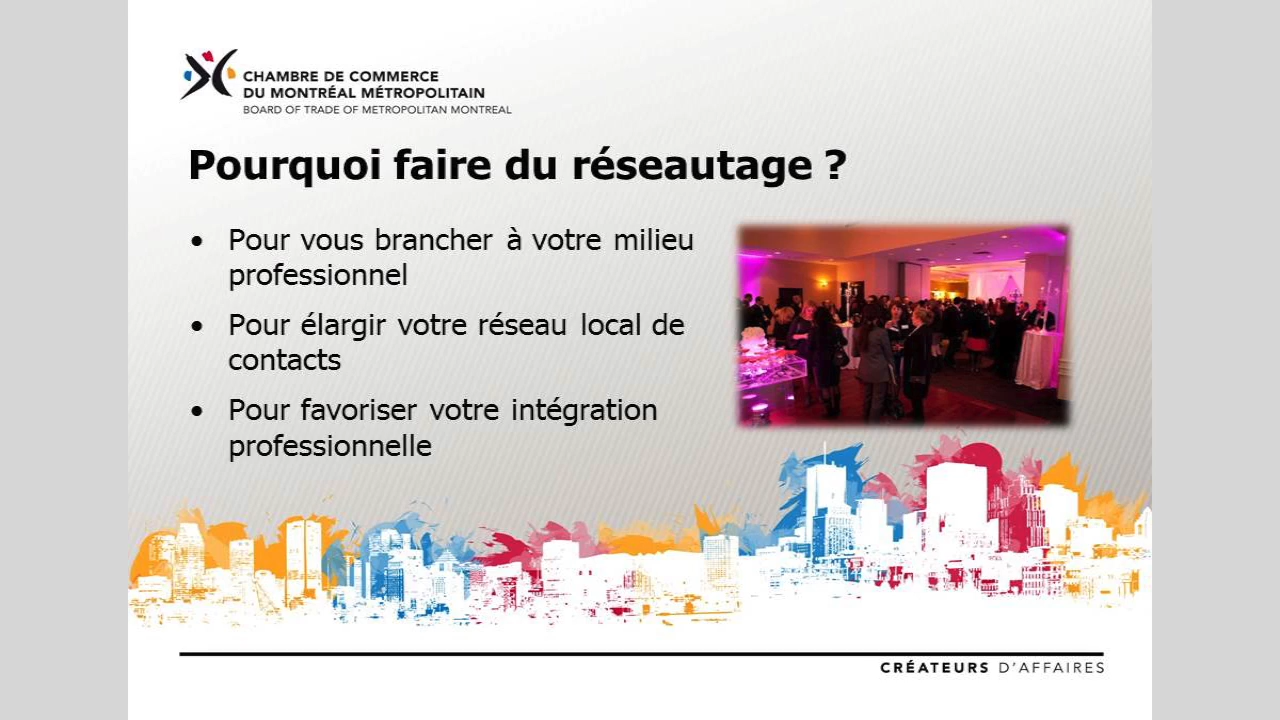 CHAMBRE DE COMMERCE
DU MONTRÉAL MÉTROPOLITAIN
BOARD OF TRADE OF METROPOLITAN MONTREAL
Pourquoi faire du réseautage ?
• Pour vous brancher à votre milieu
professionnel
• Pour élargir votre réseau local de
contacts
• Pour favoriser votre intégration
professionnelle
CRÉATEURS D'AFFAIRES